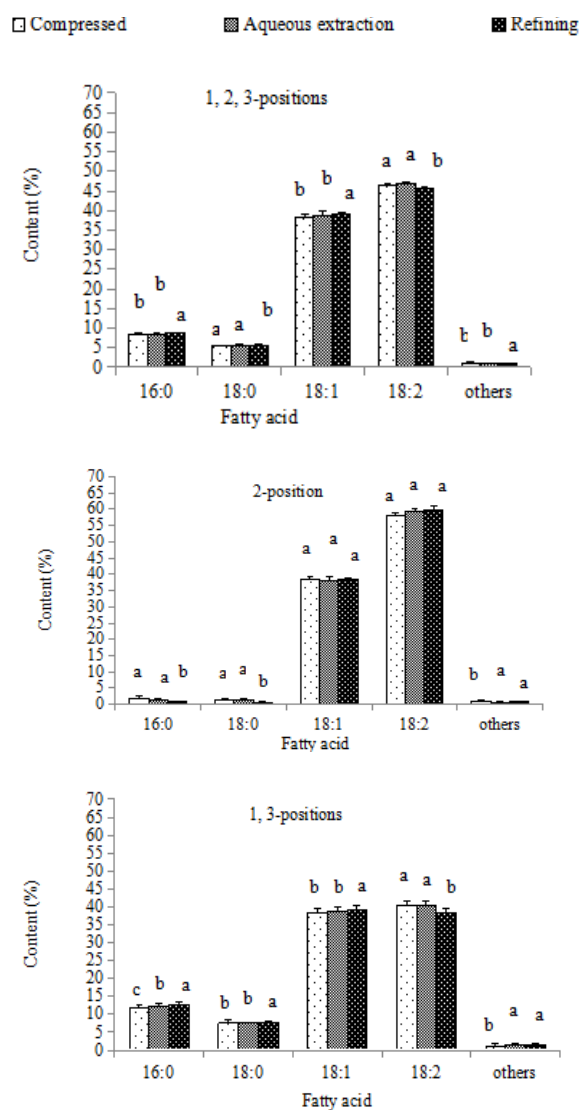 Compressed Aqueous extraction Refining
1, 2, 3-positions
Content (%)
70
65
60
55
50
45
40
35
30
25
20
15
10
5
0
b b a a a b b b a a a b b b a
16:0 18:0 18:1 18:2 others
Fatty acid
2-position
Content (%)
70
65
60
55
50
45
40
35
30
25
20
15
10
5
0
a a b a a b a a a a a a b a a
16:0 18:0 18:1 18:2 others
Fatty acid
1, 3-positions
Content (%)
70
65
60
55
50
45
40
35
30
25
20
15
10
5
0
c b a b b a b b a a a b b a a
16:0 18:0 18:1 18:2 others
Fatty acid